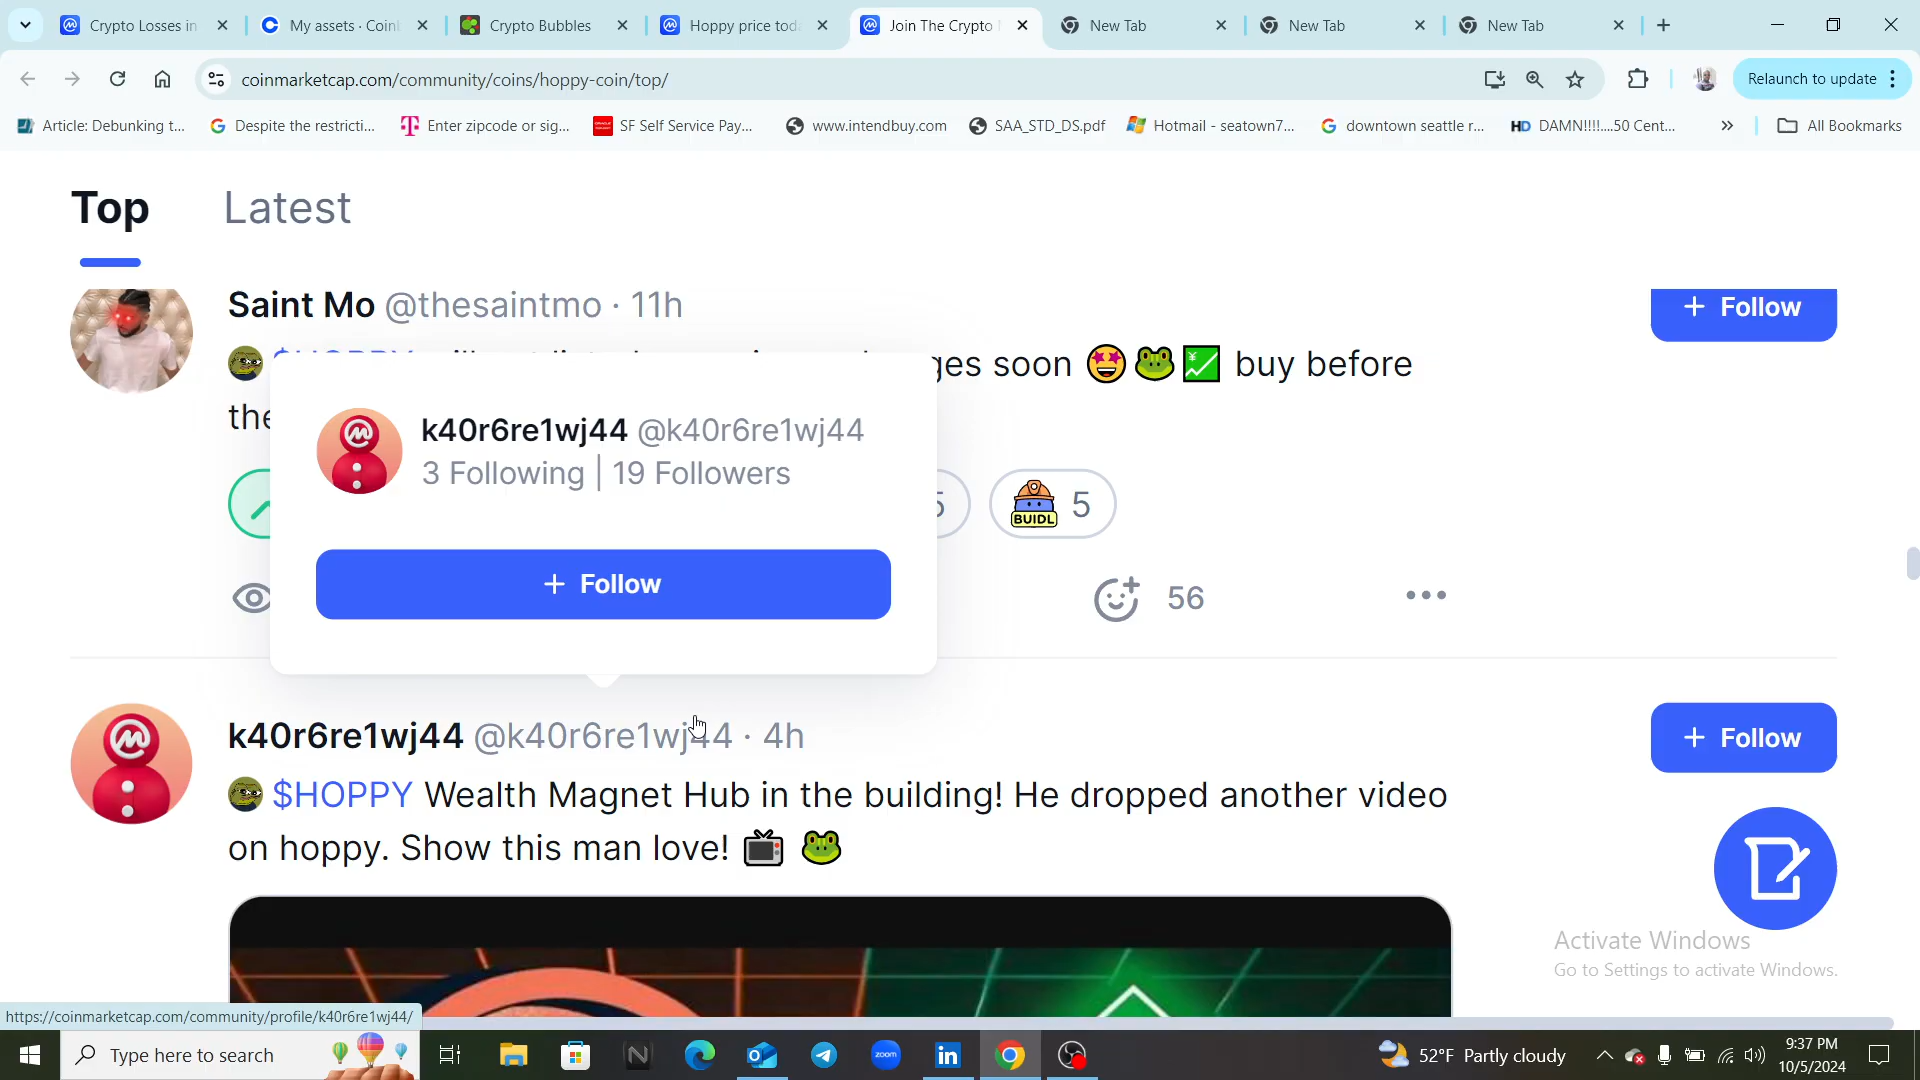 Crypto Losses in
My assets · Coin
Crypto Bubbles
Hoppy price tod
Join The Crypto
New Tab
New Tab
New Tab
coinmarketcap.com/community/coins/hoppy-coin/top/
Relaunch to update
Article: Debunking t...
Despite the restricti...
Enter zipcode or sig...
SF Self Service Pay...
www.intendbuy.com
SAA_STD_DS.pdf
Hotmail - seatown7...
downtown seattle r...
HD DAMN!!!!....50 Cent...
All Bookmarks
Top
Latest
Saint Mo @thesaintmo · 11h
+ Follow
soon 🤩🐸💹 buy before
k40r6re1wj44 @k40r6re1wj44
3 Following | 19 Followers
BUIDL 5
+ Follow
56
k40r6re1wj44 @k40r6re1wj44 · 4h
+ Follow
$HOPPY Wealth Magnet Hub in the building! He dropped another video
on hoppy. Show this man love! 📺 🐸
Activate Windows
Go to Settings to activate Windows.
https://coinmarketcap.com/community/profile/k40r6re1wj44/
Type here to search
zoom
in
52°F Partly cloudy
9:37 PM
10/5/2024